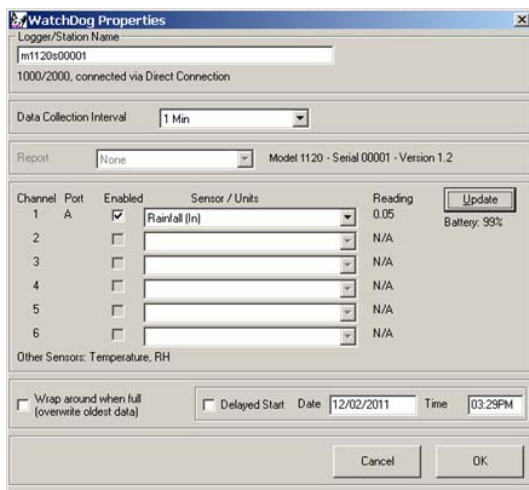 WatchDog Properties
Logger/Station Name
m1120s00001
1000/2000, connected via Direct Connection
Data Collection Interval 1 Min
Report None Model 1120 - Serial 00001 - Version 1.2
Channel Port Enabled Sensor / Units Reading Update
1 A Rainfall (In) 0.05 Battery: 99%
2 N/A
3 N/A
4 N/A
5 N/A
6 N/A
Other Sensors: Temperature, RH
Wrap around when full
(overwrite oldest data)
Delayed Start Date 12/02/2011 Time 03:29PM
Cancel OK